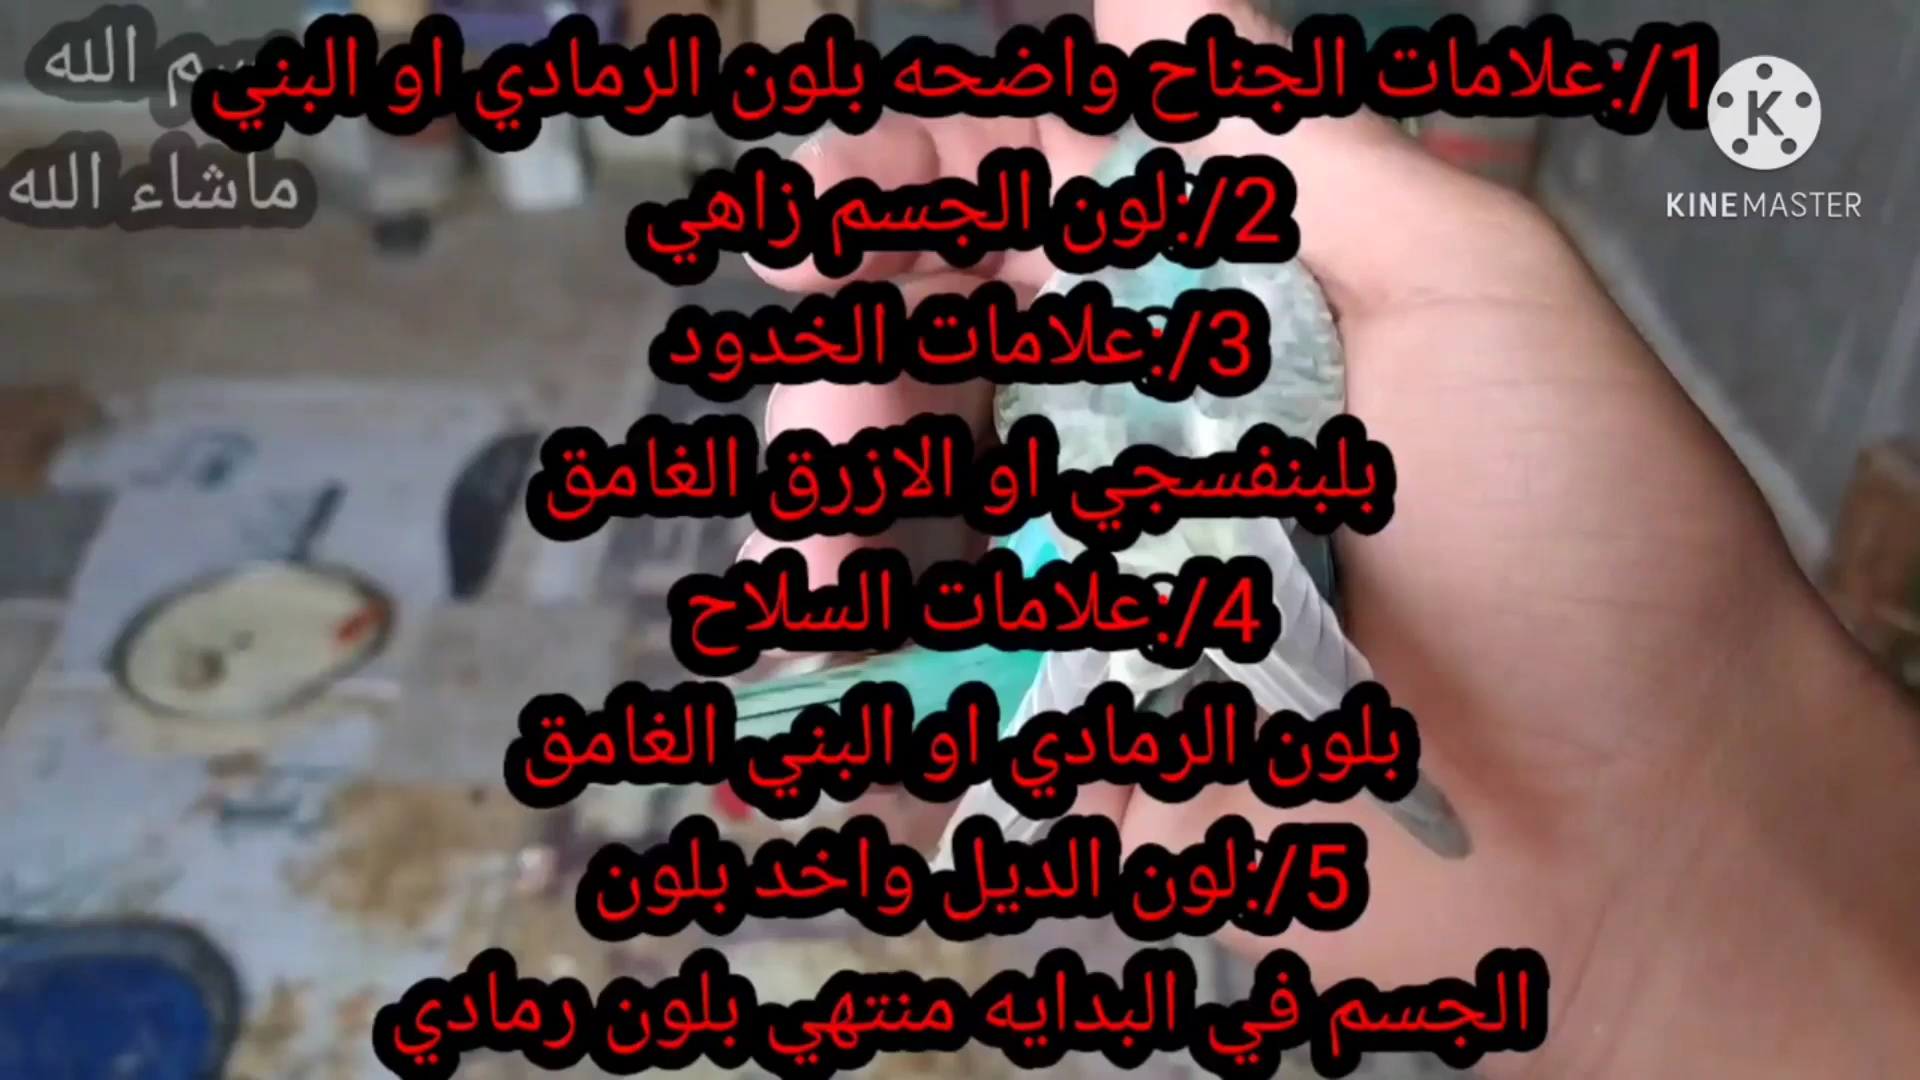 1/:علامات الجناح واضحه بلون الرمادي او البني
2/:لون الجسم زاهي
3/:علامات الخدود
بلبنفسجي او الازرق الغامق
4/:علامات السلاح
بلون الرمادي او البني الغامق
5/:لون الديل واخد بلون
الجسم في البدايه منتهي بلون رمادي
الله
ماشاء الله
KINEMASTER